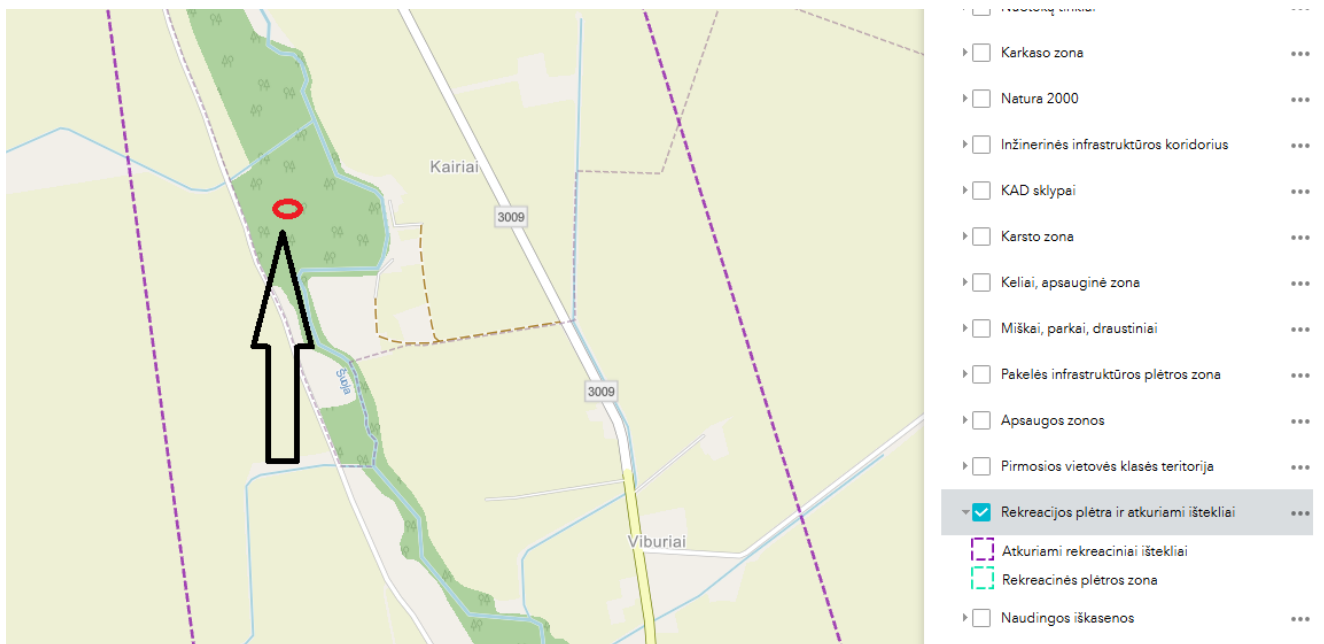 Kairiai
3009
3009
Šuoja
Viburiai
Karkaso zona
Natura 2000
Inžinerinės infrastruktūros koridorius
KAD sklypai
Karsto zona
Keliai, apsauginė zona
Miškai, parkai, draustiniai
Pakelės infrastruktūros plėtros zona
Apsaugos zonos
Pirmosios vietovės klasės teritorija
Rekreacijos plėtra ir atkuriami ištekliai
Atkuriami rekreaciniai ištekliai
Rekreacinės plėtros zona
Naudingos iškasenos